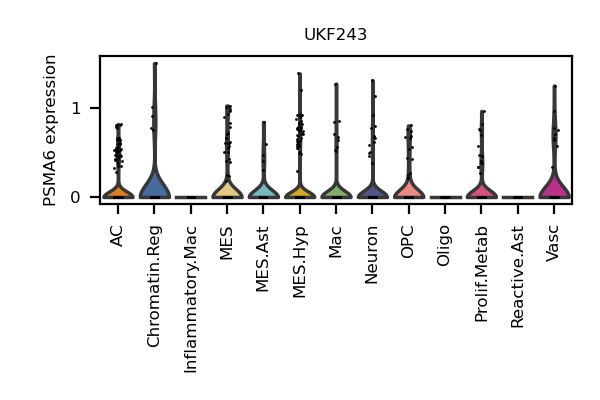 UKF243
PSMA6 expression
1
0
AC
Chromatin.Reg
Inflammatory.Mac
MES
MES.Ast
MES.Hyp
Mac
Neuron
OPC
Oligo
Prolif.Metab
Reactive.Ast
Vasc